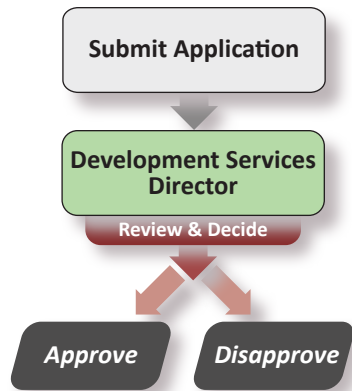 Submit Application
Development Services
Director
Review & Decide
Approve
Disapprove